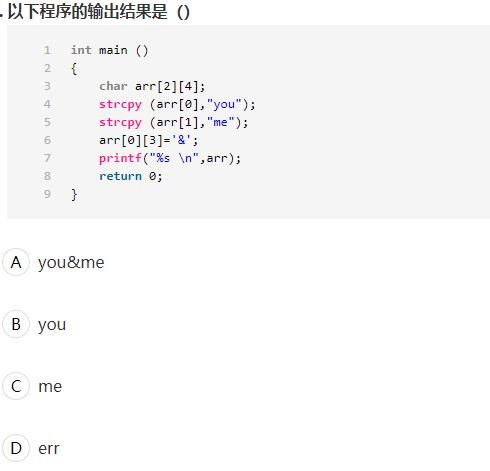 . 以下程序的输出结果是 ()
1 int main ()
2 {
3     char arr[2][4];
4     strcpy (arr[0],"you");
5     strcpy (arr[1],"me");
6     arr[0][3]='&';
7     printf("%s \n",arr);
8     return 0;
9 }
A you&me
B you
C me
D err